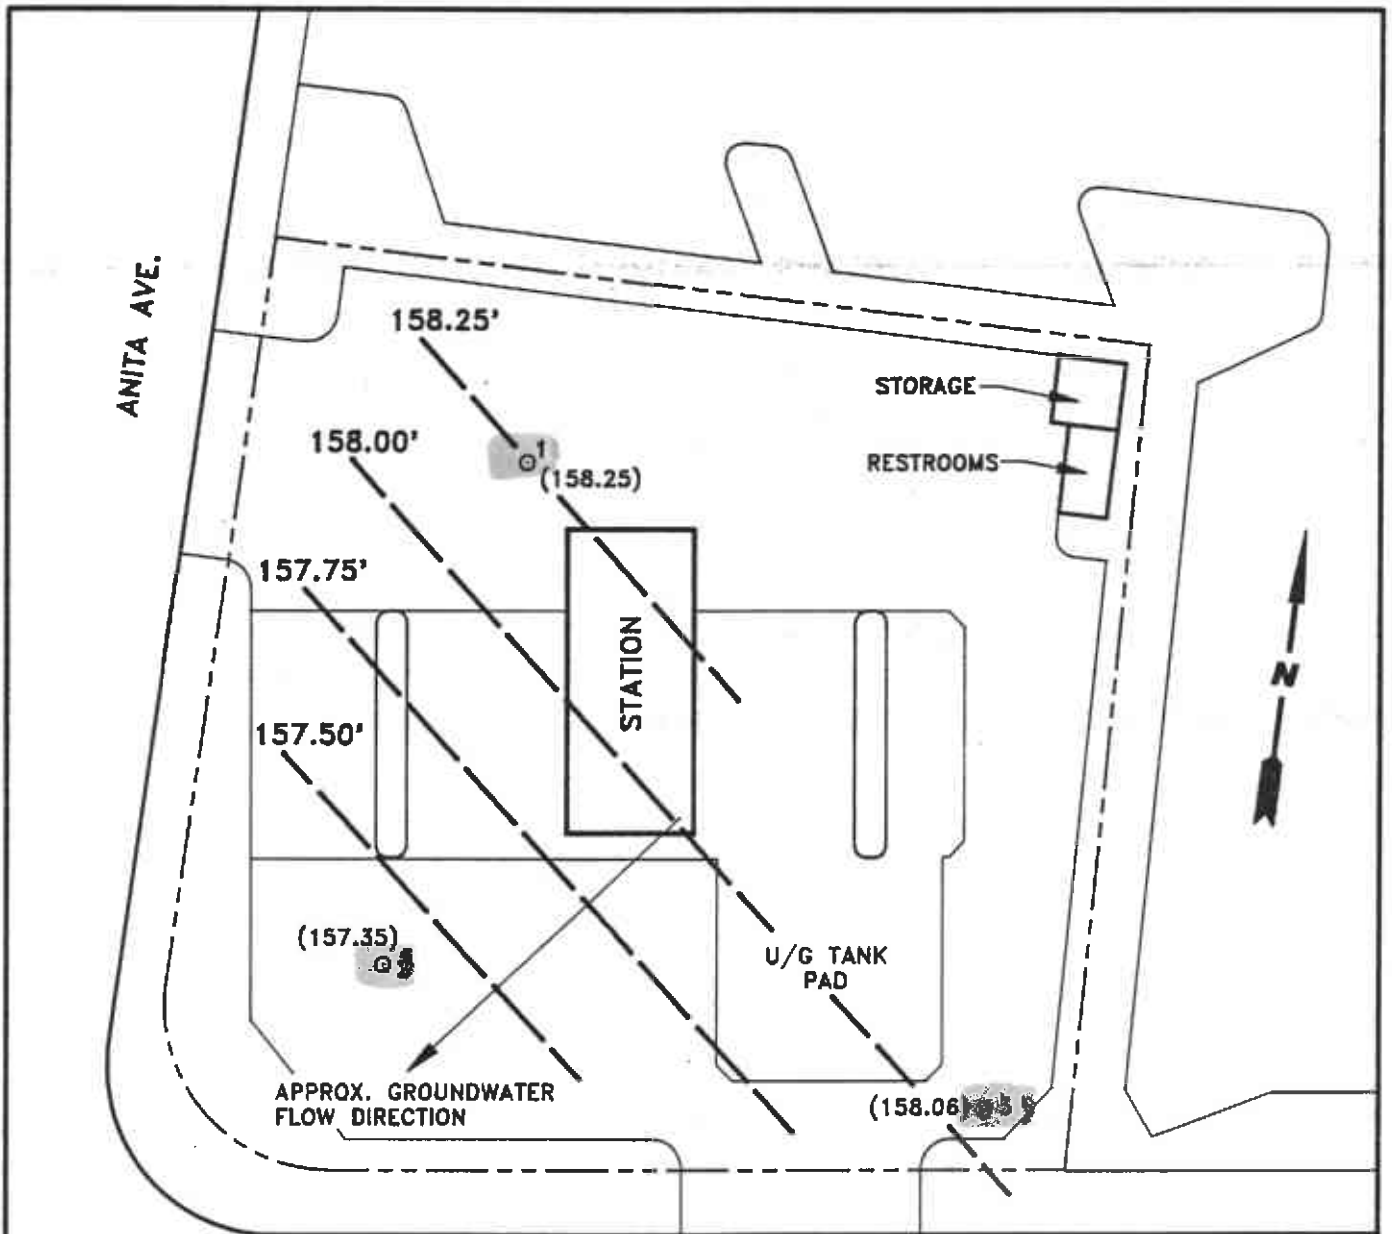 ANITA AVE.
158.25'
STORAGE
158.00'
1
(158.25)
RESTROOMS
157.75'
STATION
N
157.50'
(157.35)
U/G TANK
PAD
APPROX. GROUNDWATER
FLOW DIRECTION
(158.06